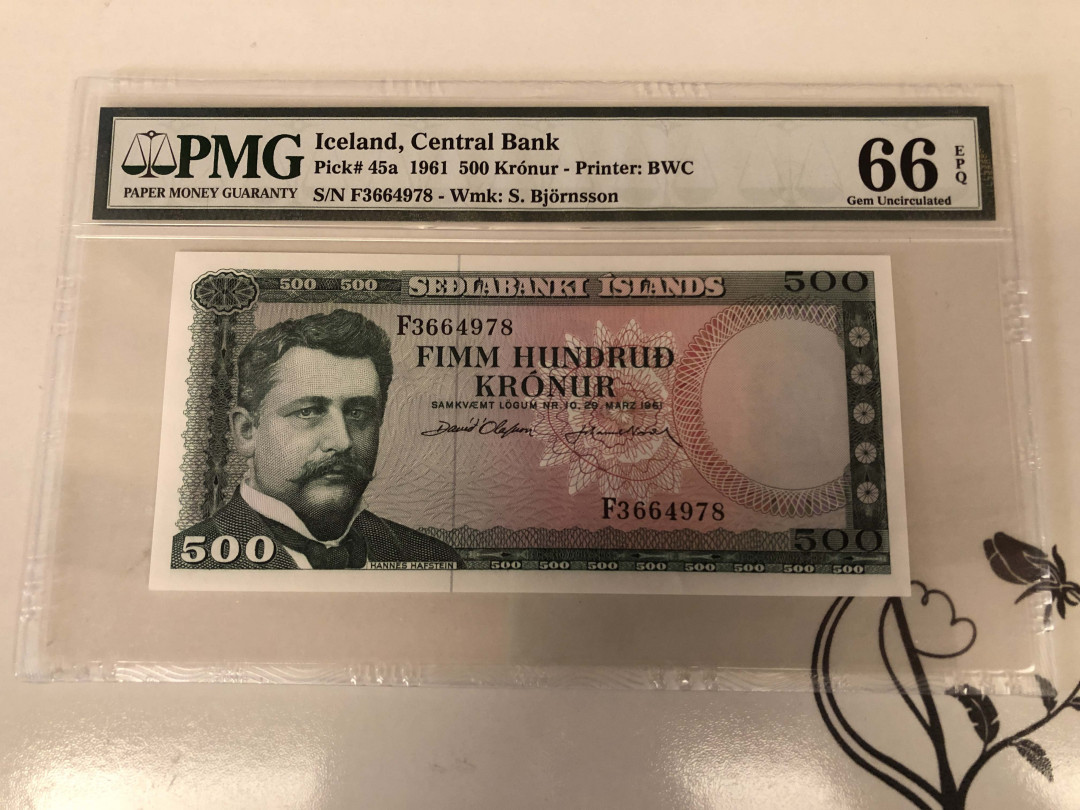 PMG
PAPER MONEY GUARANTY
Iceland, Central Bank
Pick# 45a 1961 500 Krónur - Printer: BWC
S/N F3664978 - Wmk: S. Björnsson
66
EPQ
Gem Uncirculated
500 500 SEÐLABANKI ÍSLANDS 500
F3664978
FIMM HUNDRUÐ
KRÓNUR
SAMKVÆMT LÖGUM NR. 10, 29. MARZ 1961
Davíð Ólafsson
F3664978
500
500
HANNES HAFSTEIN
500 500 500 500 500 500 500 500